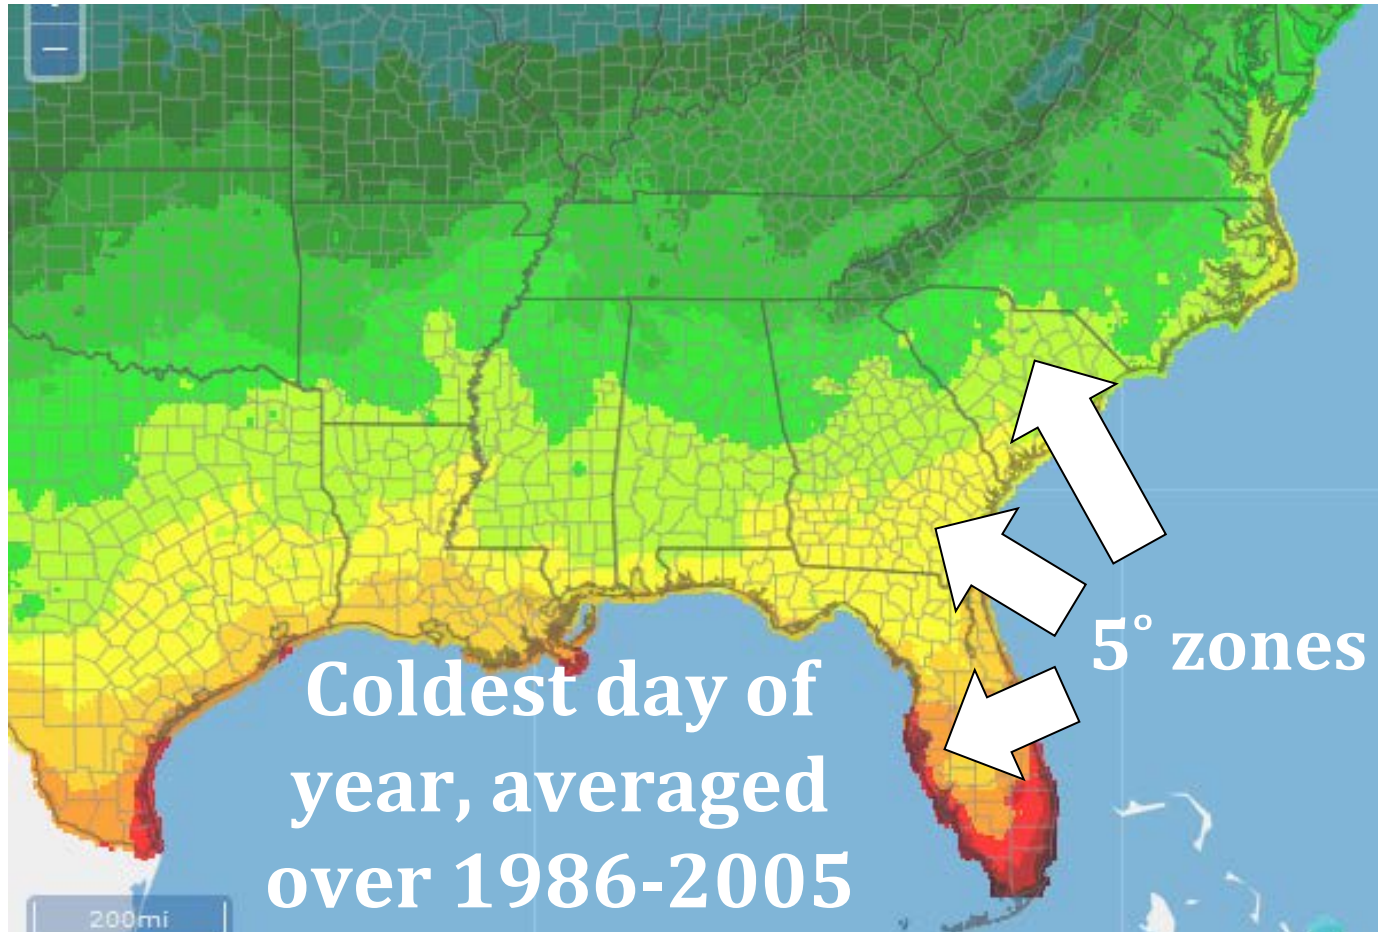 5° zones
Coldest day of
year, averaged
over 1986-2005
200mi